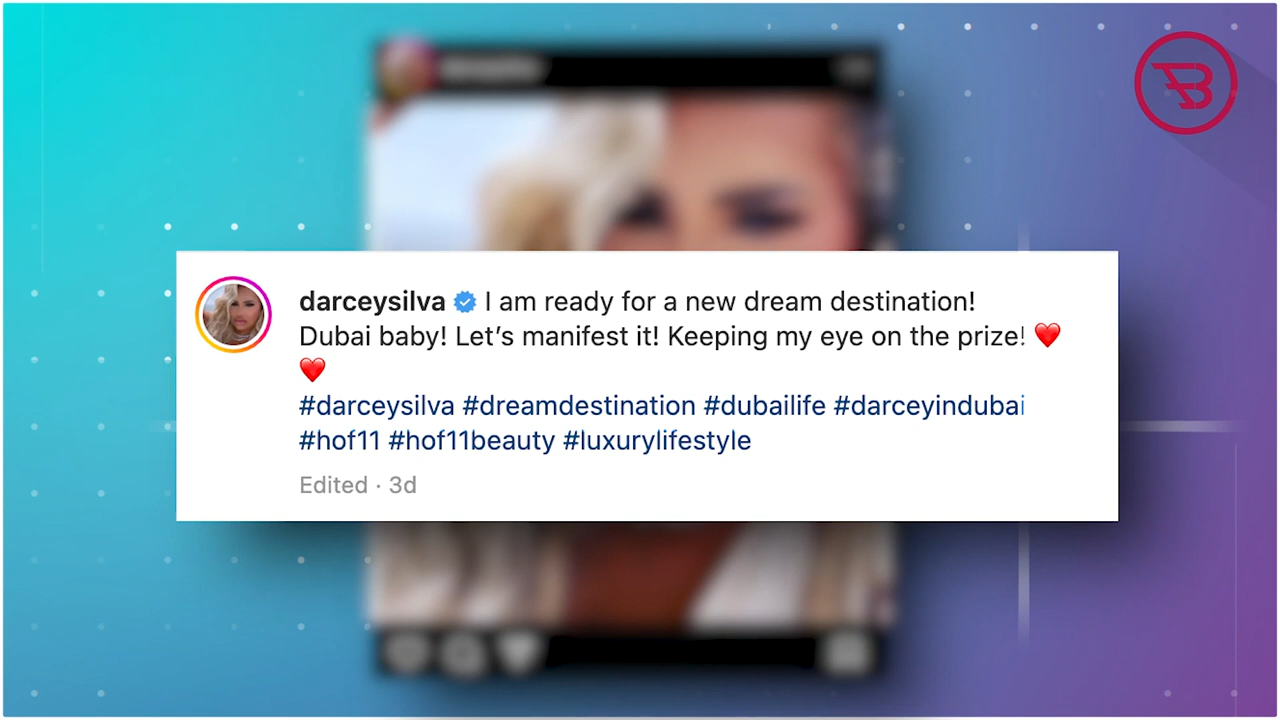 darceysilva I am ready for a new dream destination!
Dubai baby! Let’s manifest it! Keeping my eye on the prize! ❤️
❤️
#darceysilva #dreamdestination #dubailife #darceyindubai
#hof11 #hof11beauty #luxurylifestyle
Edited · 3d